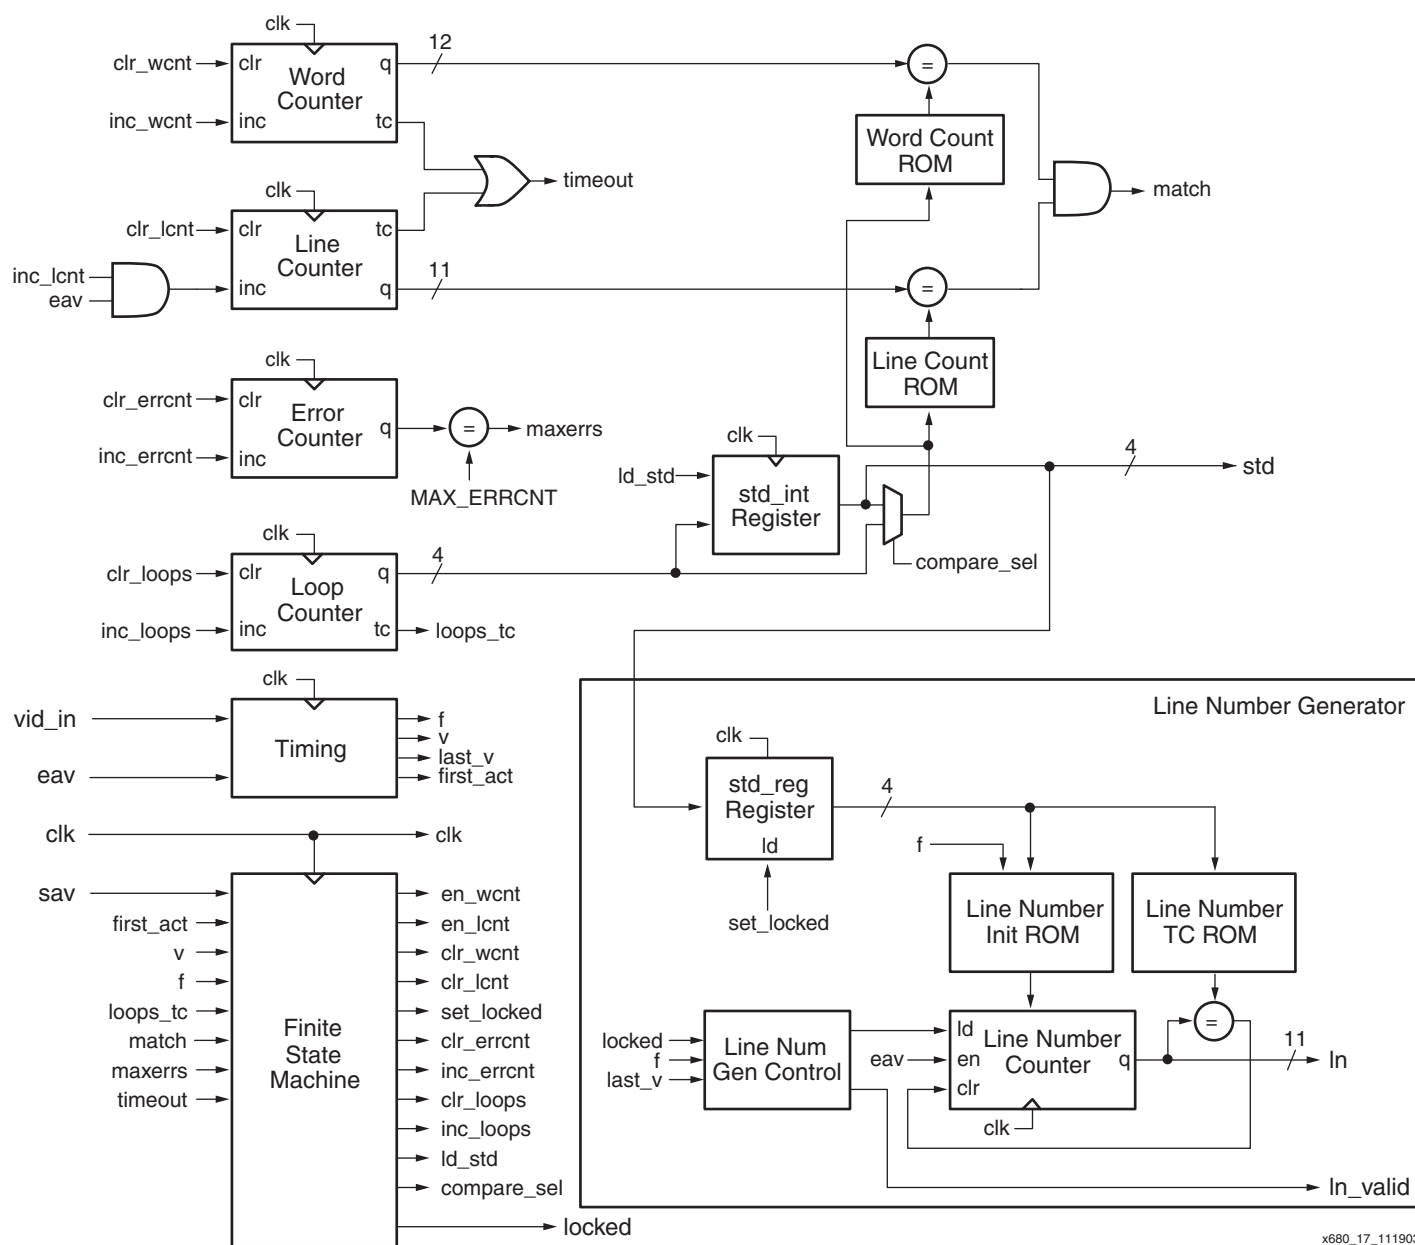 clk
clr_wcnt
clr
Word
Counter
q
12
=
inc_wcnt
inc
tc
Word Count
ROM
timeout
match
clk
clr_lcnt
clr
Line
Counter
tc
inc_lcnt
eav
inc
q
11
=
Line Count
ROM
clk
clr_errcnt
clr
Error
Counter
q
=
maxerrs
inc_errcnt
inc
MAX_ERRCNT
clk
ld_std
std_int
Register
4
std
compare_sel
clk
clr_loops
clr
Loop
Counter
q
4
inc_loops
inc
tc
loops_tc
clk
vid_in
eav
Timing
f
v
last_v
first_act
clk
clk
sav
first_act
v
f
loops_tc
match
maxerrs
timeout
Finite
State
Machine
en_wcnt
en_lcnt
clr_wcnt
clr_lcnt
set_locked
clr_errcnt
inc_errcnt
clr_loops
inc_loops
ld_std
compare_sel
locked
Line Number Generator
clk
std_reg
Register
ld
set_locked
4
f
Line Number
Init ROM
Line Number
TC ROM
locked
f
last_v
Line Num
Gen Control
ld
eav
en
clr
Line Number
Counter
q
clk
=
11
ln
ln_valid
x680_17_111903